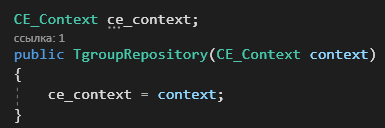 CE_Context ce_context;
ссылка: 1
public TgroupRepository(CE_Context context)
{
ce_context = context;
}